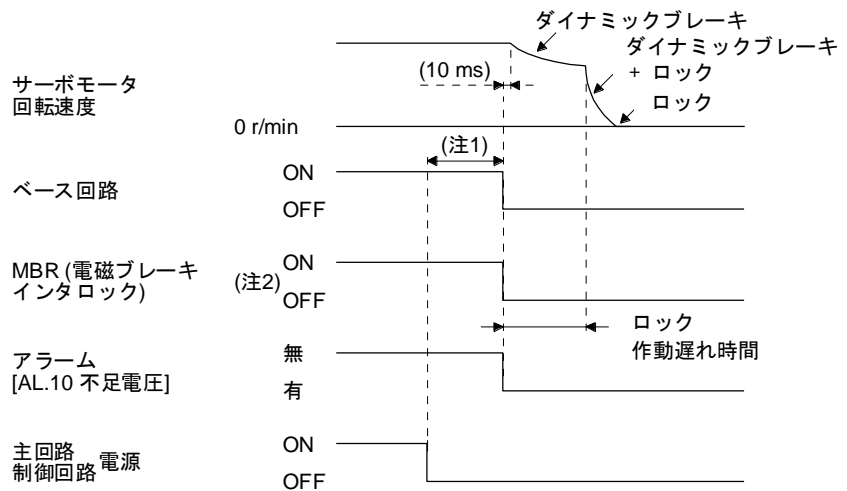 ダイナミックブレーキ
ダイナミックブレーキ
+ ロック
ロック
(10 ms)
サーボモータ
回転速度
0 r/min
(注1)
ベース回路
ON
OFF
MBR (電磁ブレーキ
インタロック)
(注2)
ON
OFF
ロック
作動遅れ時間
アラーム
[AL.10 不足電圧]
無
有
主回路
制御回路
電源
ON
OFF